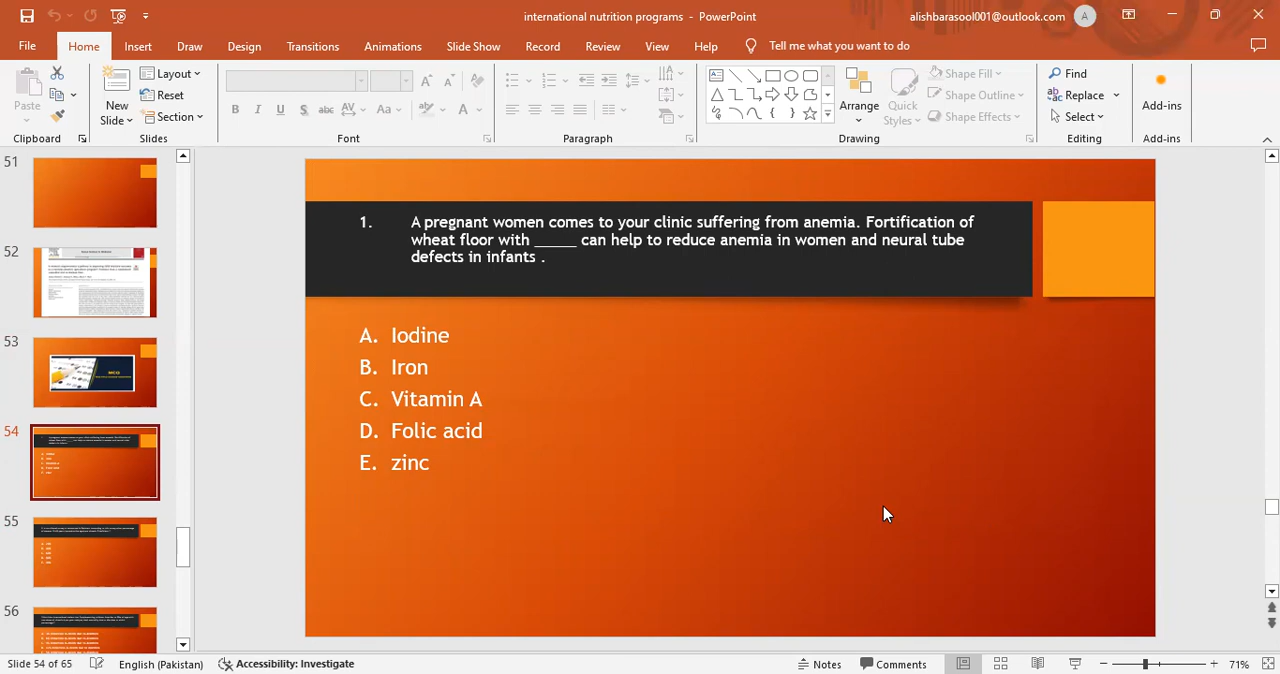 international nutrition programs - PowerPoint
alishbarasool001@outlook.com
A
File
Home
Insert
Draw
Design
Transitions
Animations
Slide Show
Record
Review
View
Help
Tell me what you want to do
Paste
New
Slide
Layout
Reset
Section
B I U S abc AV Aa A
Arrange
Quick
Styles
Shape Fill
Shape Outline
Shape Effects
Find
Replace
Select
Add-ins
Clipboard
Slides
Font
Paragraph
Drawing
Editing
Add-ins
51
52
53
MCQ
54
55
56
1. A pregnant women comes to your clinic suffering from anemia. Fortification of
wheat floor with _____ can help to reduce anemia in women and neural tube
defects in infants .
A. Iodine
B. Iron
C. Vitamin A
D. Folic acid
E. zinc
Slide 54 of 65
English (Pakistan)
Accessibility: Investigate
Notes
Comments
71%